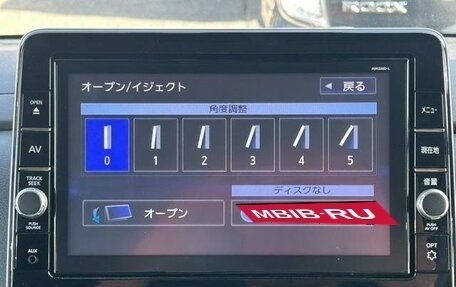 ROOX
オープン/イジェクト
◀ 戻る
角度調整
0 1 2 3 4 5
ディスクなし
オープン
MBIB-RU
OPEN
AV
TRACK
SEEK
PUSH
SOURCE
AUX
メニュー
現在地
音量
PUSH
AV OFF
OPT